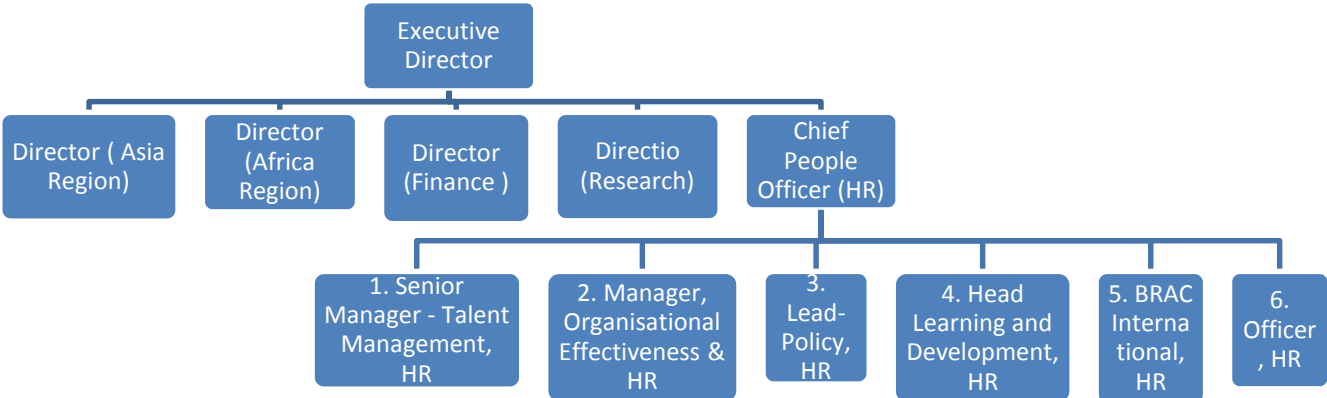 Executive
Director
Director ( Asia
Region)
Director
(Africa
Region)
Director
(Finance )
Directio
(Research)
Chief
People
Officer (HR)
1. Senior
Manager - Talent
Management,
HR
2. Manager,
Organisational
Effectiveness &
HR
3.
Lead-
Policy,
HR
4. Head
Learning and
Development,
HR
5. BRAC
Interna
tional,
HR
6.
Officer
, HR